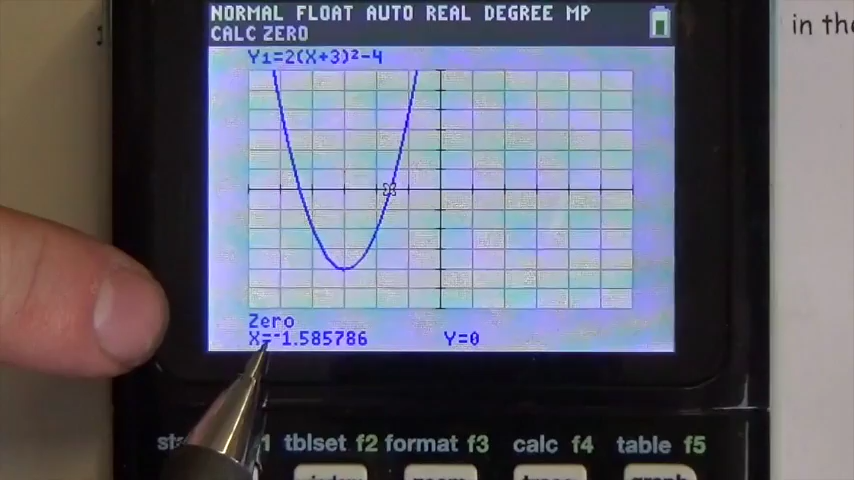 NORMAL FLOAT AUTO REAL DEGREE MP
CALC ZERO
in the
Y1=2(X+3)²-4
Zero
X=-1.585786 Y=0
tblset f2 format f3 calc f4 table f5